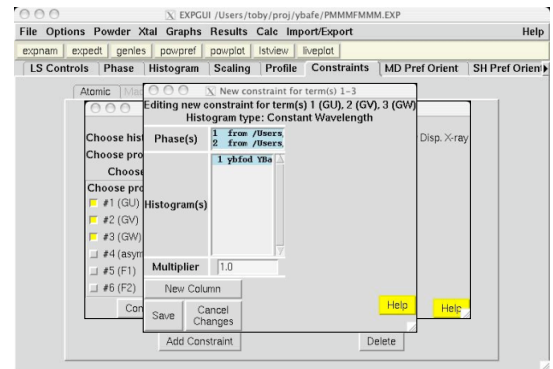 EXPGUI /Users/toby/proj/ybafe/PMMMFMMM.EXP
File Options Powder Xtal Graphs Results Calc Import/Export Help
expnam expedt genles powpref powplot lstview liveplot
LS Controls Phase Histogram Scaling Profile Constraints MD Pref Orient SH Pref Orien
Atomic
New constraint for term(s) 1-3
Editing new constraint for term(s) 1 (GU), 2 (GV), 3 (GW)
Histogram type: Constant Wavelength
Choose hist
Choose pro
Choos
Choose pro
#1 (GU)
#2 (GV)
#3 (GW)
#4 (asym
#5 (F1)
#6 (F2)
Con
Phase(s)
1 from /Users,
2 from /Users,
Disp. X-ray
Histogram(s)
1 ybfod YBa
Multiplier 1.0
New Column
Save
Cancel
Changes
Help
Help
Add Constraint Delete